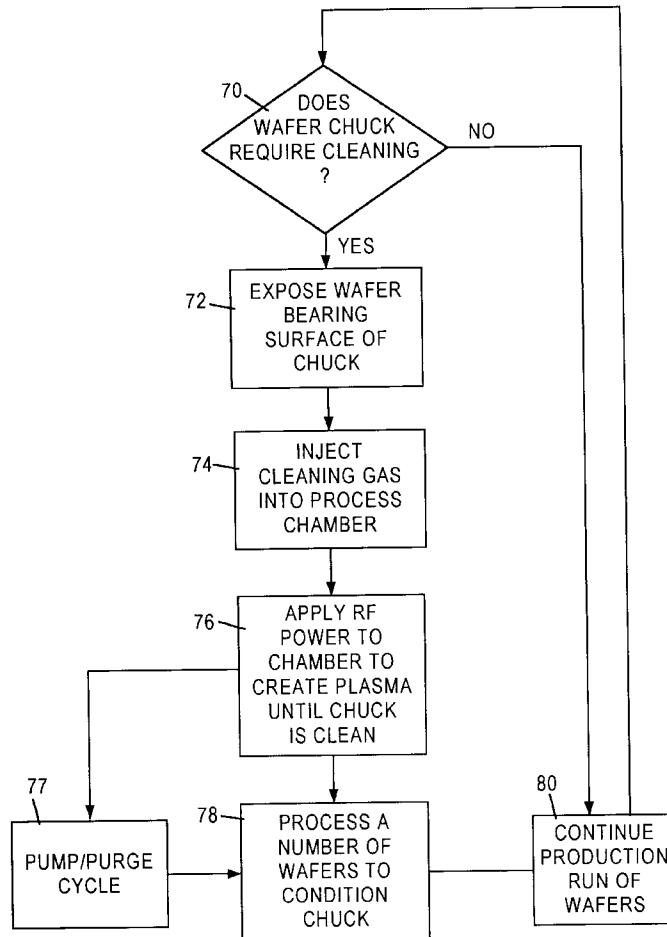 70
DOES
WAFER CHUCK
REQUIRE CLEANING
?
NO
YES
72
EXPOSE WAFER
BEARING
SURFACE OF
CHUCK
74
INJECT
CLEANING GAS
INTO PROCESS
CHAMBER
76
APPLY RF
POWER TO
CHAMBER TO
CREATE PLASMA
UNTIL CHUCK
IS CLEAN
77
PUMP/PURGE
CYCLE
78
PROCESS A
NUMBER OF
WAFERS TO
CONDITION
CHUCK
80
CONTINUE
PRODUCTION
RUN OF
WAFERS